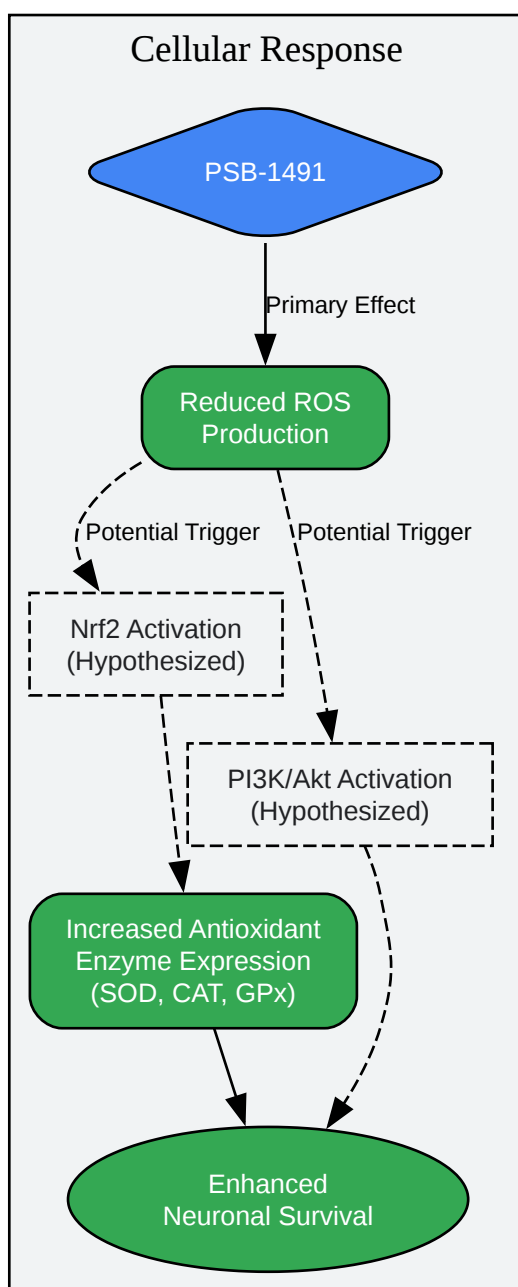 Cellular Response
PSB-1491
Primary Effect
Reduced ROS
Production
Potential Trigger
Potential Trigger
Nrf2 Activation
(Hypothesized)
PI3K/Akt Activation
(Hypothesized)
Increased Antioxidant
Enzyme Expression
(SOD, CAT, GPx)
Enhanced
Neuronal Survival